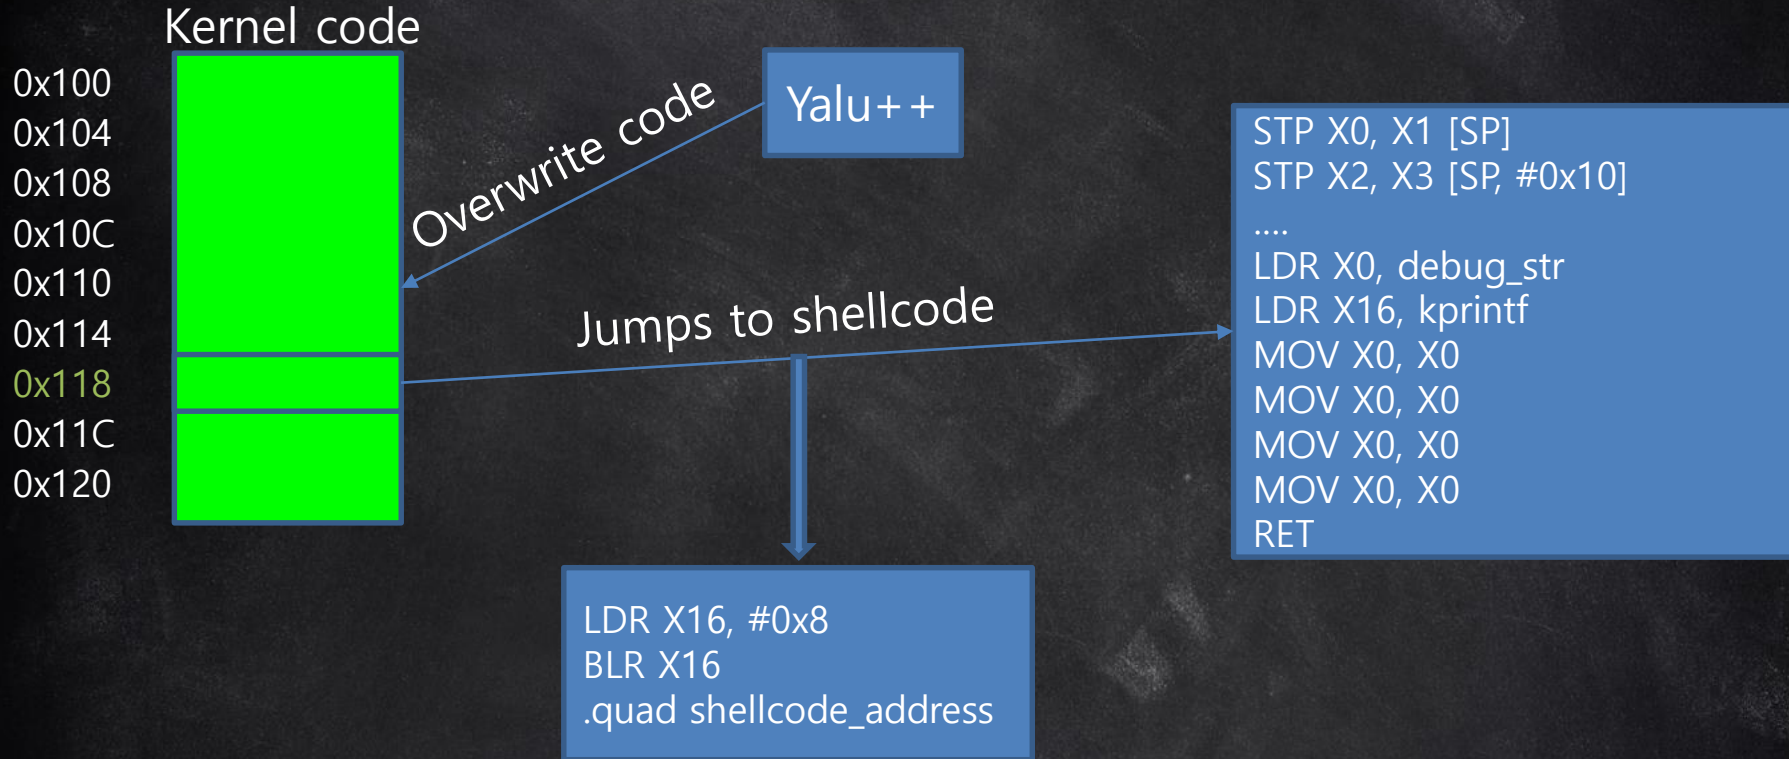 Kernel code
0x100
0x104
0x108
0x10C
0x110
0x114
0x118
0x11C
0x120
Overwrite code
Yalu++
Jumps to shellcode
STP X0, X1 [SP]
STP X2, X3 [SP, #0x10]
....
LDR X0, debug_str
LDR X16, kprintf
MOV X0, X0
MOV X0, X0
MOV X0, X0
MOV X0, X0
RET
LDR X16, #0x8
BLR X16
.quad shellcode_address